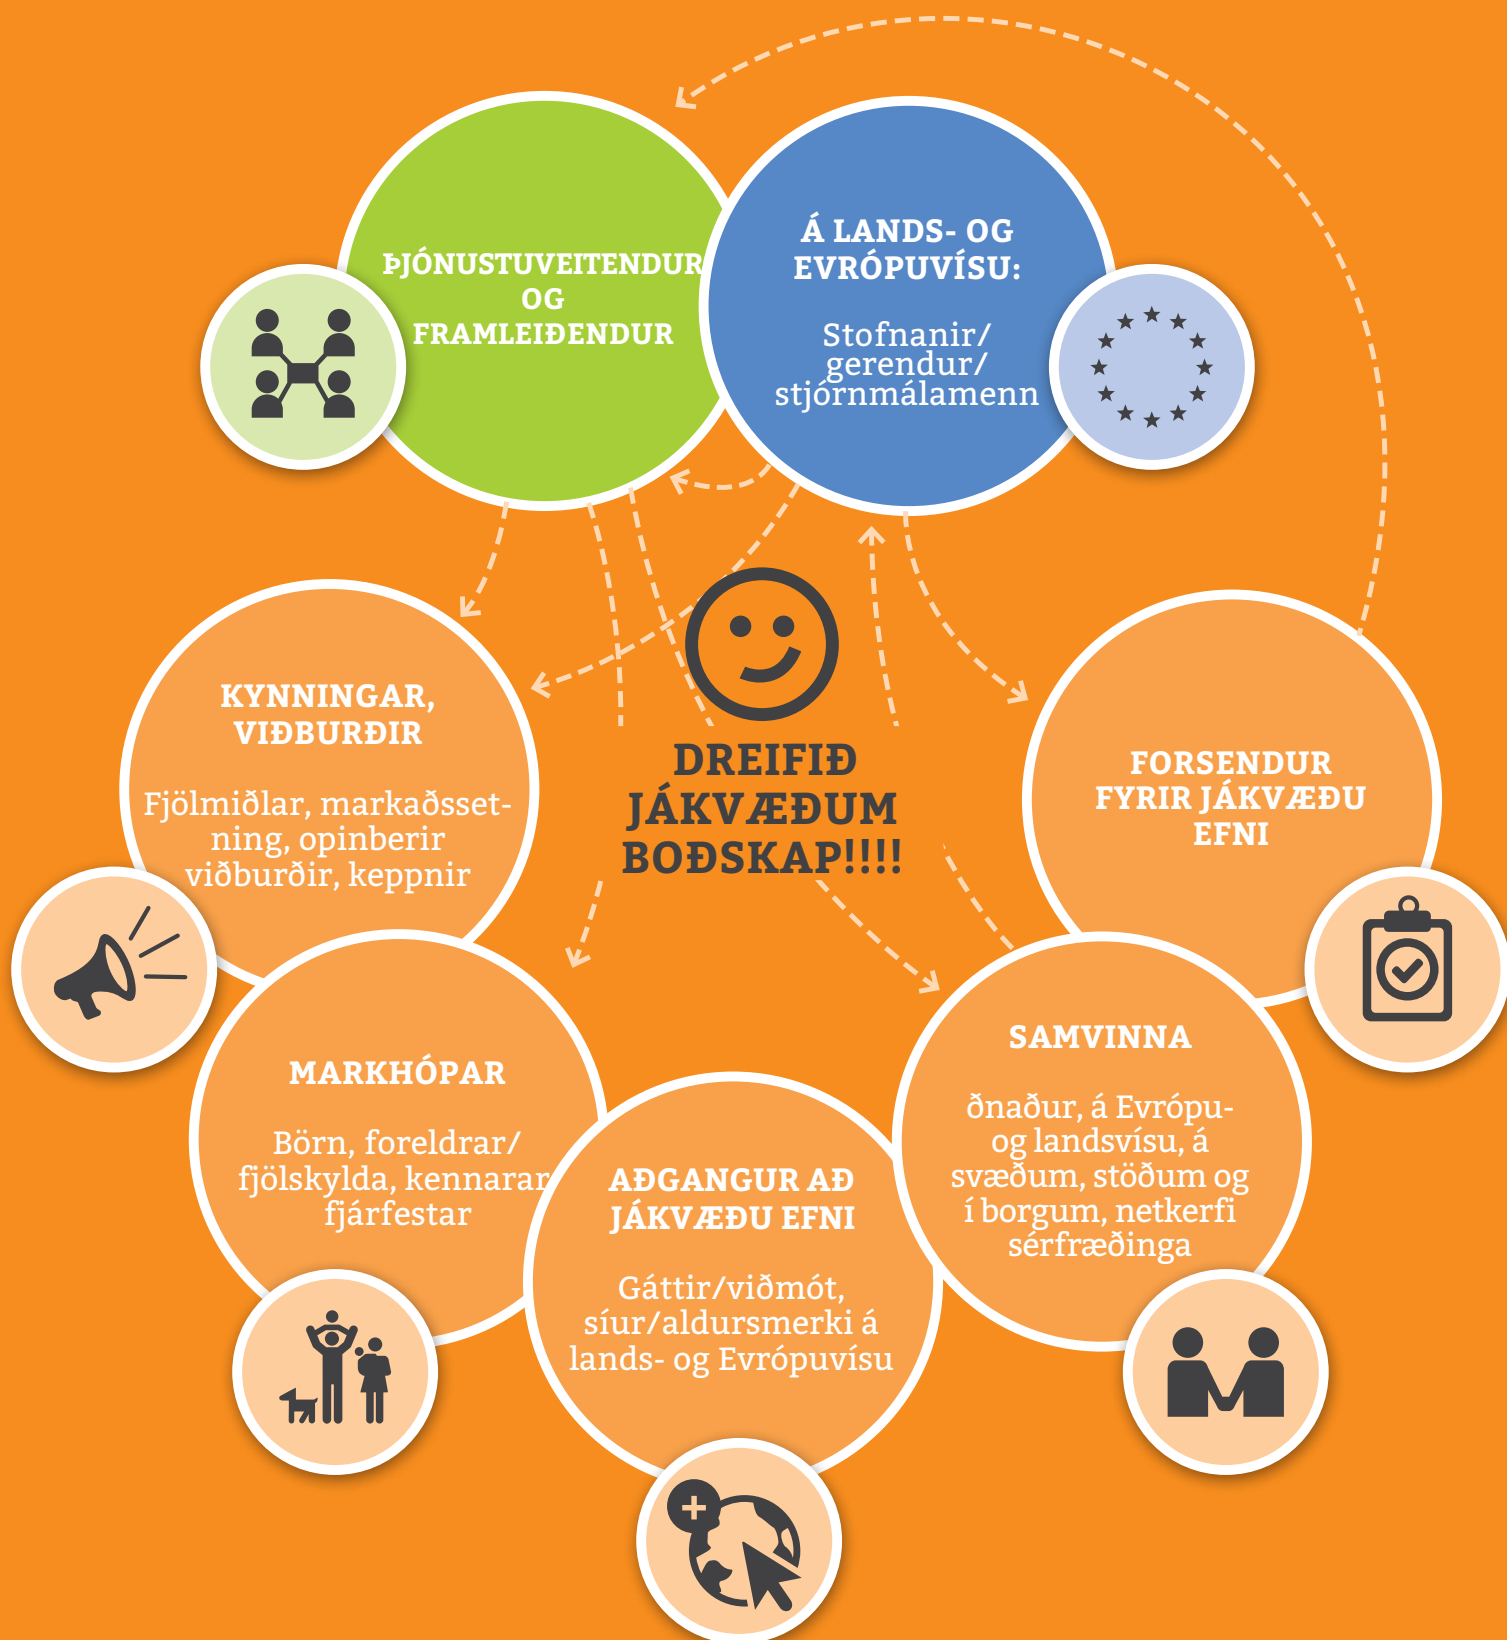 ÞJÓNUSTUVEITENDUR
OG
FRAMLEIÐENDUR
Á LANDS- OG
EVRÓPUVÍSU:
Stofnanir/
gerendur/
stjórnmálamenn
KYNNINGAR,
VIÐBURÐIR
Fjölmiðlar, markaðsset-
ning, opinberir
viðburðir, keppnir
DREIFIÐ
JÁKVÆÐUM
BOÐSKAP!!!!
FORSENDUR
FYRIR JÁKVÆÐU
EFNI
MARKHÓPAR
Börn, foreldrar/
fjölskylda, kennarar
fjárfestar
AÐGANGUR AÐ
JÁKVÆÐU EFNI
Gáttir/viðmót,
síur/aldursmerki á
lands- og Evrópuvísu
SAMVINNA
ðnaður, á Evrópu-
og landsvísu, á
svæðum, stöðum og
í borgum, netkerfi
sérfræðinga